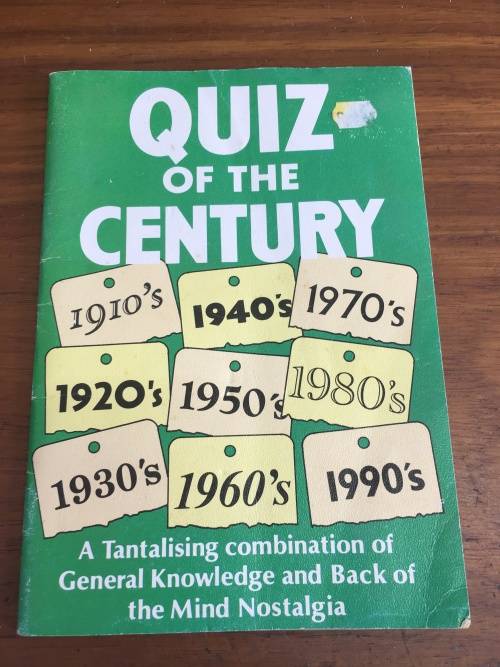 QUIZ
OF THE
CENTURY
1910's
1940's
1970's
1920's
1950's
1980's
1930's
1960's
1990's
A Tantalising combination of
General Knowledge and Back of
the Mind Nostalgia